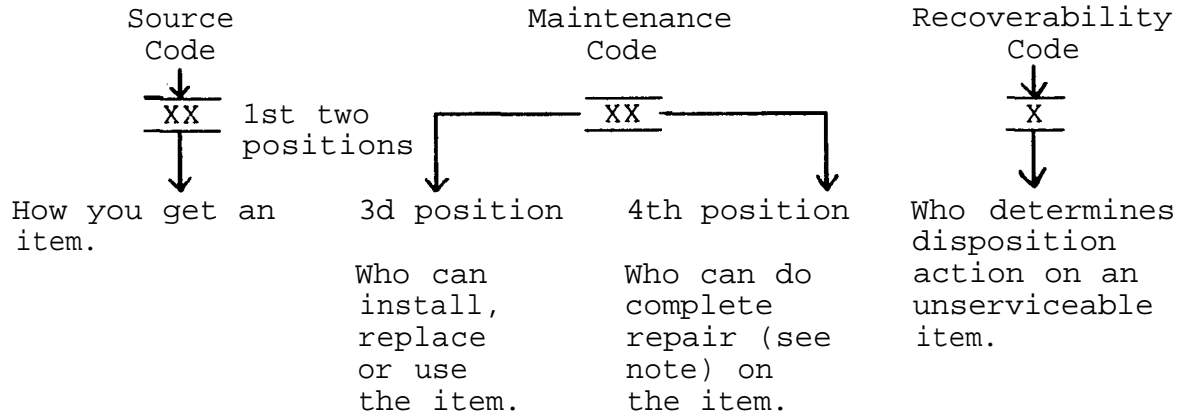 Source
Code
XX
1st two
positions
How you get an
item.
Maintenance
Code
XX
3d position
Who can
install,
replace
or use
the item.
4th position
Who can do
complete
repair (see
note) on
the item.
Recoverability
Code
X
Who determines
disposition
action on an
unserviceable
item.